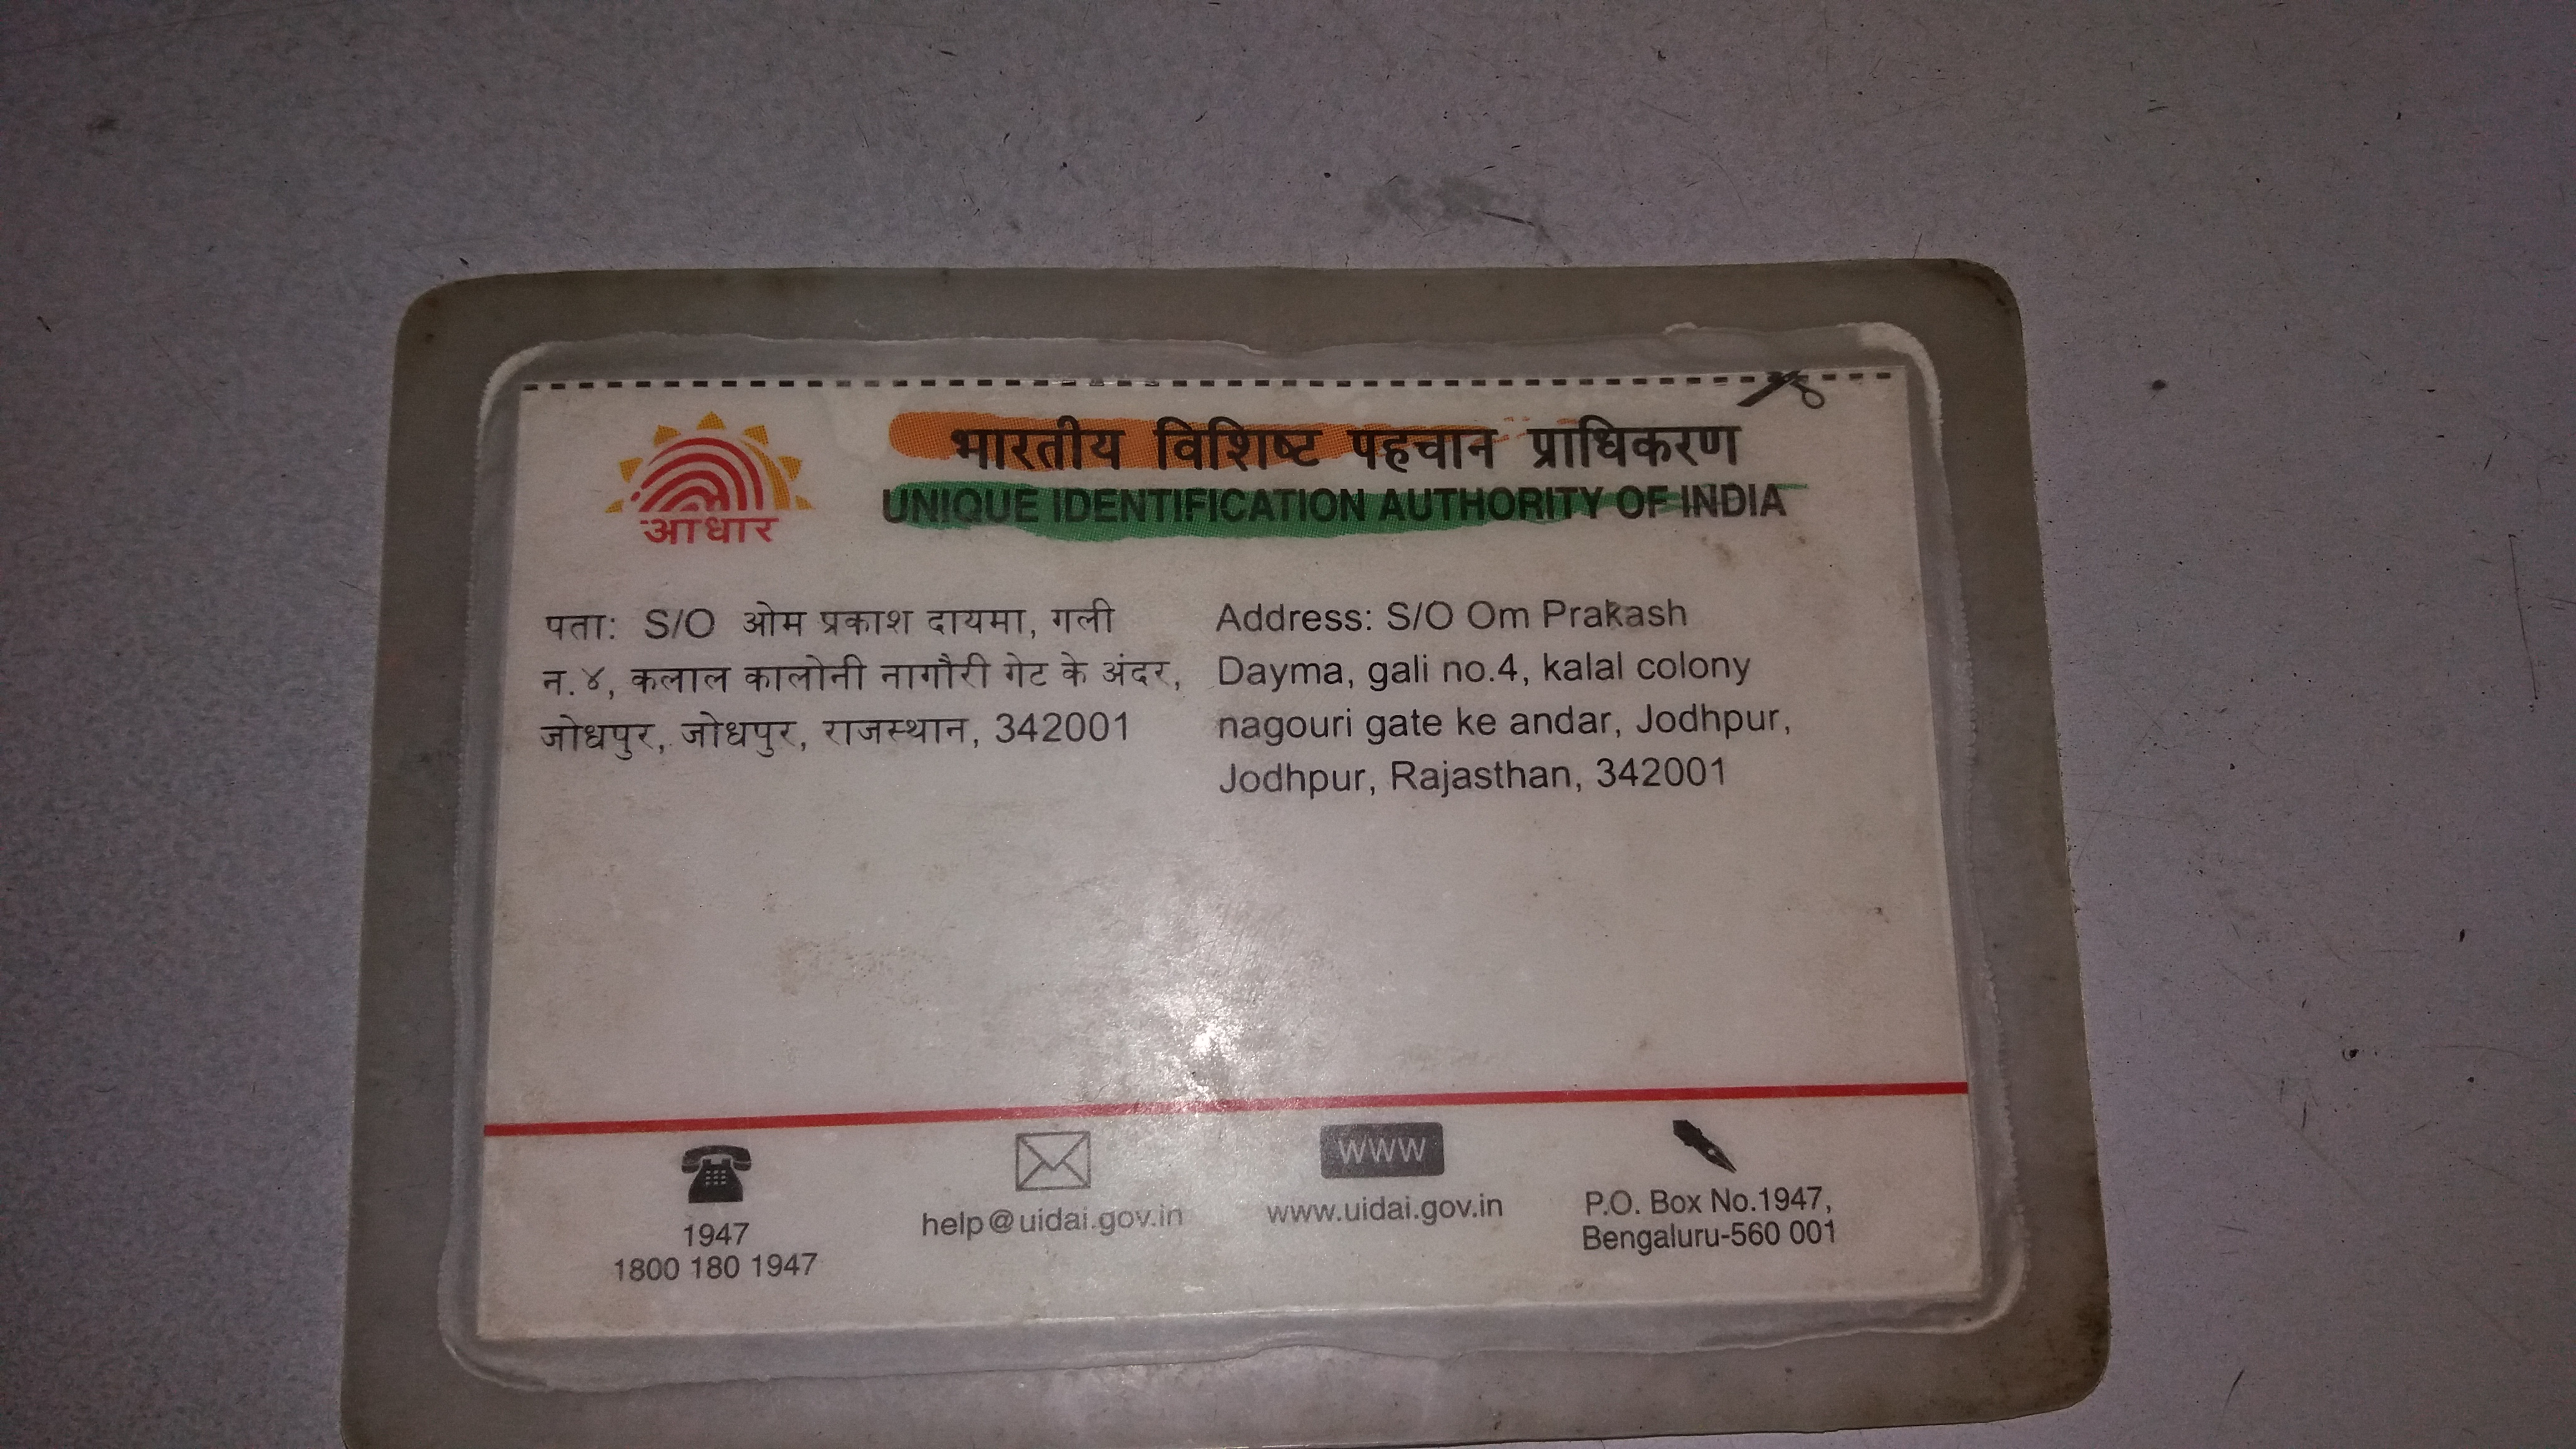 भारतीय विशिष्ट पहचान प्राधिकरण
UNIQUE IDENTIFICATION AUTHORITY OF INDIA
आधार
पता: S/O ओम प्रकाश दायमा, गली
न.४, कलाल कालोनी नागौरी गेट के अंदर,
जोधपुर, जोधपुर, राजस्थान, 342001
Address: S/O Om Prakash
Dayma, gali no.4, kalal colony
nagouri gate ke andar, Jodhpur,
Jodhpur, Rajasthan, 342001
1947
1800 180 1947
help@uidai.gov.in
WWW
www.uidai.gov.in
P.O. Box No.1947,
Bengaluru-560 001